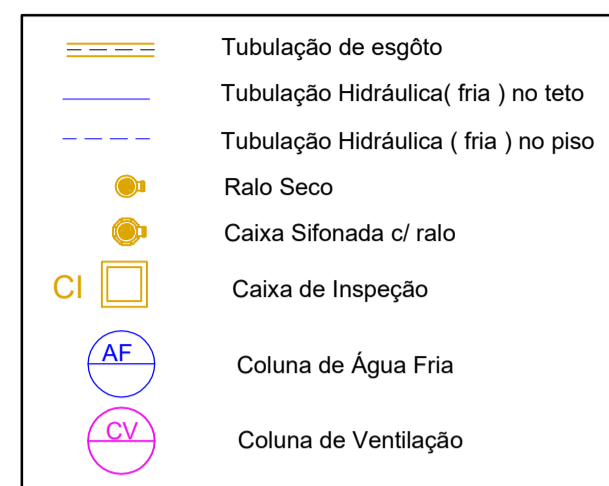 Tubulação de esgôto
Tubulação Hidráulica( fria ) no teto
Tubulação Hidráulica ( fria ) no piso
Ralo Seco
Caixa Sifonada c/ ralo
CI Caixa de Inspeção
AF Coluna de Água Fria
CV Coluna de Ventilação